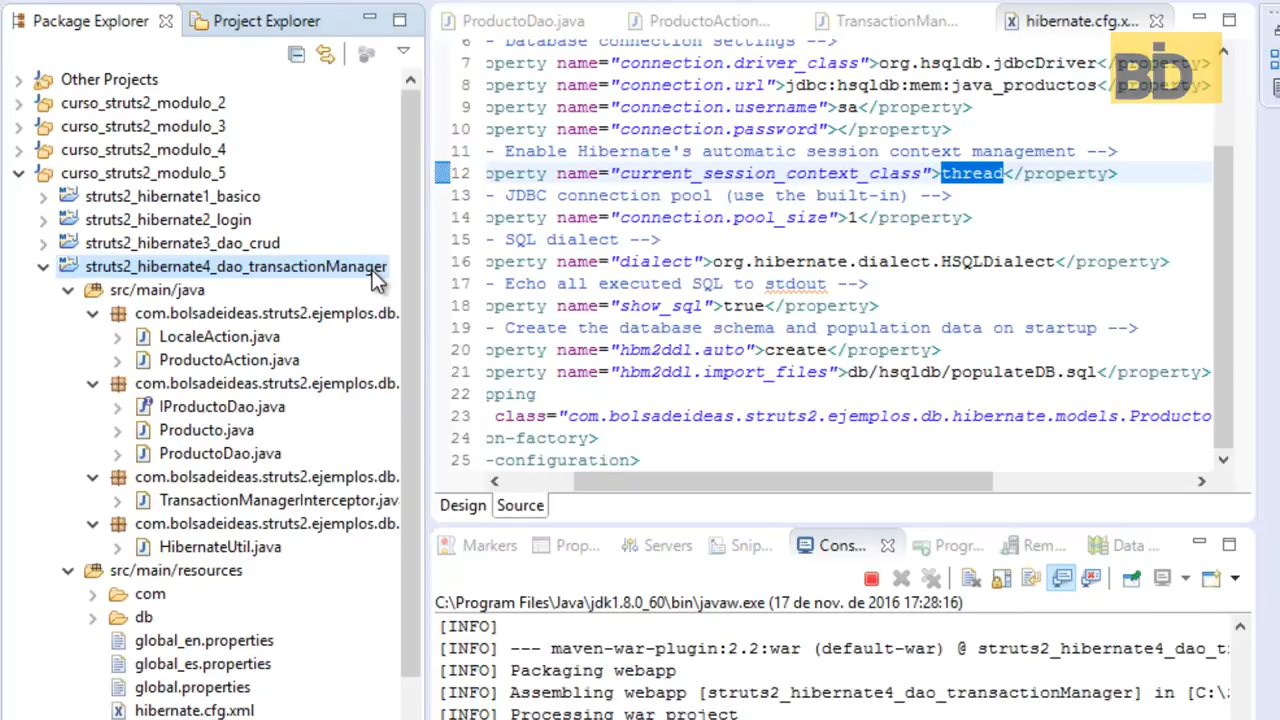 Package Explorer
Project Explorer
Other Projects
curso_struts2_modulo_2
curso_struts2_modulo_3
curso_struts2_modulo_4
curso_struts2_modulo_5
struts2_hibernate1_basico
struts2_hibernate2_login
struts2_hibernate3_dao_crud
struts2_hibernate4_dao_transactionManager
src/main/java
com.bolsadeideas.struts2.ejemplos.db.
LocaleAction.java
ProductoAction.java
com.bolsadeideas.struts2.ejemplos.db.
IProductoDao.java
Producto.java
ProductoDao.java
com.bolsadeideas.struts2.ejemplos.db.
TransactionManagerInterceptor.jav
com.bolsadeideas.struts2.ejemplos.db.
HibernateUtil.java
src/main/resources
com
db
global_en.properties
global_es.properties
global.properties
hibernate.cfg.xml
ProductoDao.java
ProductoAction...
TransactionMan...
hibernate.cfg.x...
BD
6 - Database connection settings -->
7 operty name="connection.driver_class">org.hsqldb.jdbcDriver</property>
8 operty name="connection.url">jdbc:hsqldb:mem:java_productos</property>
9 operty name="connection.username">sa</property>
10 operty name="connection.password"></property>
11 - Enable Hibernate's automatic session context management -->
12 operty name="current_session_context_class">thread</property>
13 - JDBC connection pool (use the built-in) -->
14 operty name="connection.pool_size">1</property>
15 - SQL dialect -->
16 operty name="dialect">org.hibernate.dialect.HSQLDialect</property>
17 - Echo all executed SQL to stdout -->
18 operty name="show_sql">true</property>
19 - Create the database schema and population data on startup -->
20 operty name="hbm2ddl.auto">create</property>
21 operty name="hbm2ddl.import_files">db/hsqldb/populateDB.sql</property>
22 pping
23 class="com.bolsadeideas.struts2.ejemplos.db.hibernate.models.Producto
24 on-factory>
25 -configuration>
Design
Source
Markers
Prop...
Servers
Snip...
Cons...
Progr...
Rem...
Data ...
C:\Program Files\Java\jdk1.8.0_60\bin\javaw.exe (17 de nov. de 2016 17:28:16)
[INFO]
[INFO] --- maven-war-plugin:2.2:war (default-war) @ struts2_hibernate4_dao_t
[INFO] Packaging webapp
[INFO] Assembling webapp [struts2_hibernate4_dao_transactionManager] in [C:\
[INFO] Processing war project